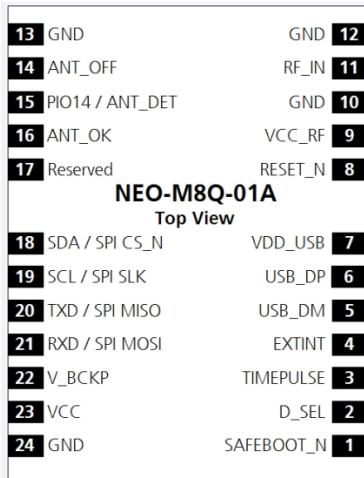 13 GND GND 12
14 ANT_OFF RF_IN 11
15 PIO14 / ANT_DET GND 10
16 ANT_OK VCC_RF 9
17 Reserved RESET_N 8
NEO-M8Q-01A
Top View
18 SDA / SPI CS_N VDD_USB 7
19 SCL / SPI SLK USB_DP 6
20 TXD / SPI MISO USB_DM 5
21 RXD / SPI MOSI EXTINT 4
22 V_BCKP TIMEPULSE 3
23 VCC D_SEL 2
24 GND SAFEBOOT_N 1